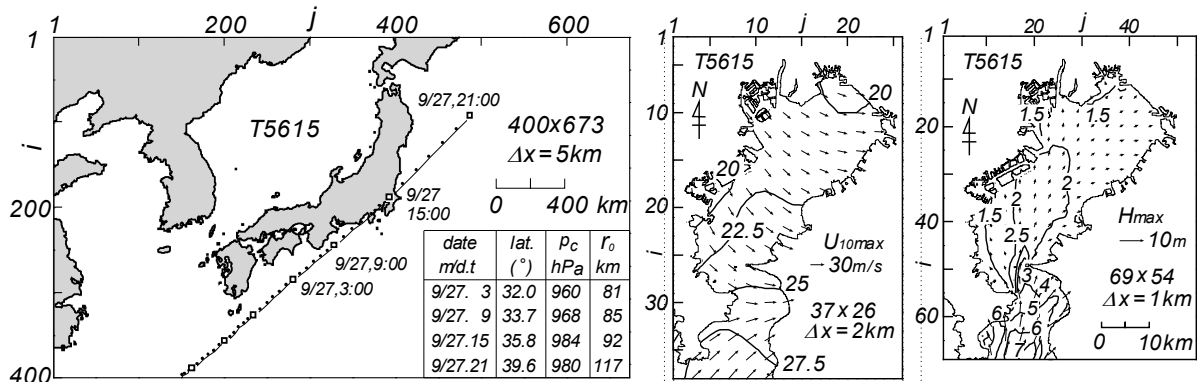 1 200 j 400 600
1
i
200
400
T5615
400x673
Δx=5km
0 400 km
9/27,21:00
9/27
15:00
9/27,9:00
9/27,3:00
date lat. pc r₀
m/d.t (°) hPa km
9/27. 3 32.0 960 81
9/27. 9 33.7 968 85
9/27.15 35.8 984 92
9/27.21 39.6 980 117
1 10 j 20
1
10
20
i
30
T5615
N
20
20
22.5
25
27.5
U10max
30m/s
37x26
Δx=2km
1 20 j 40
1
20
40
i
60
T5615
N
1.5
1.5
2
2
1.5
2.5
3
4
5
6
6
7
Hmax
10m
69x54
Δx=1km
0 10km